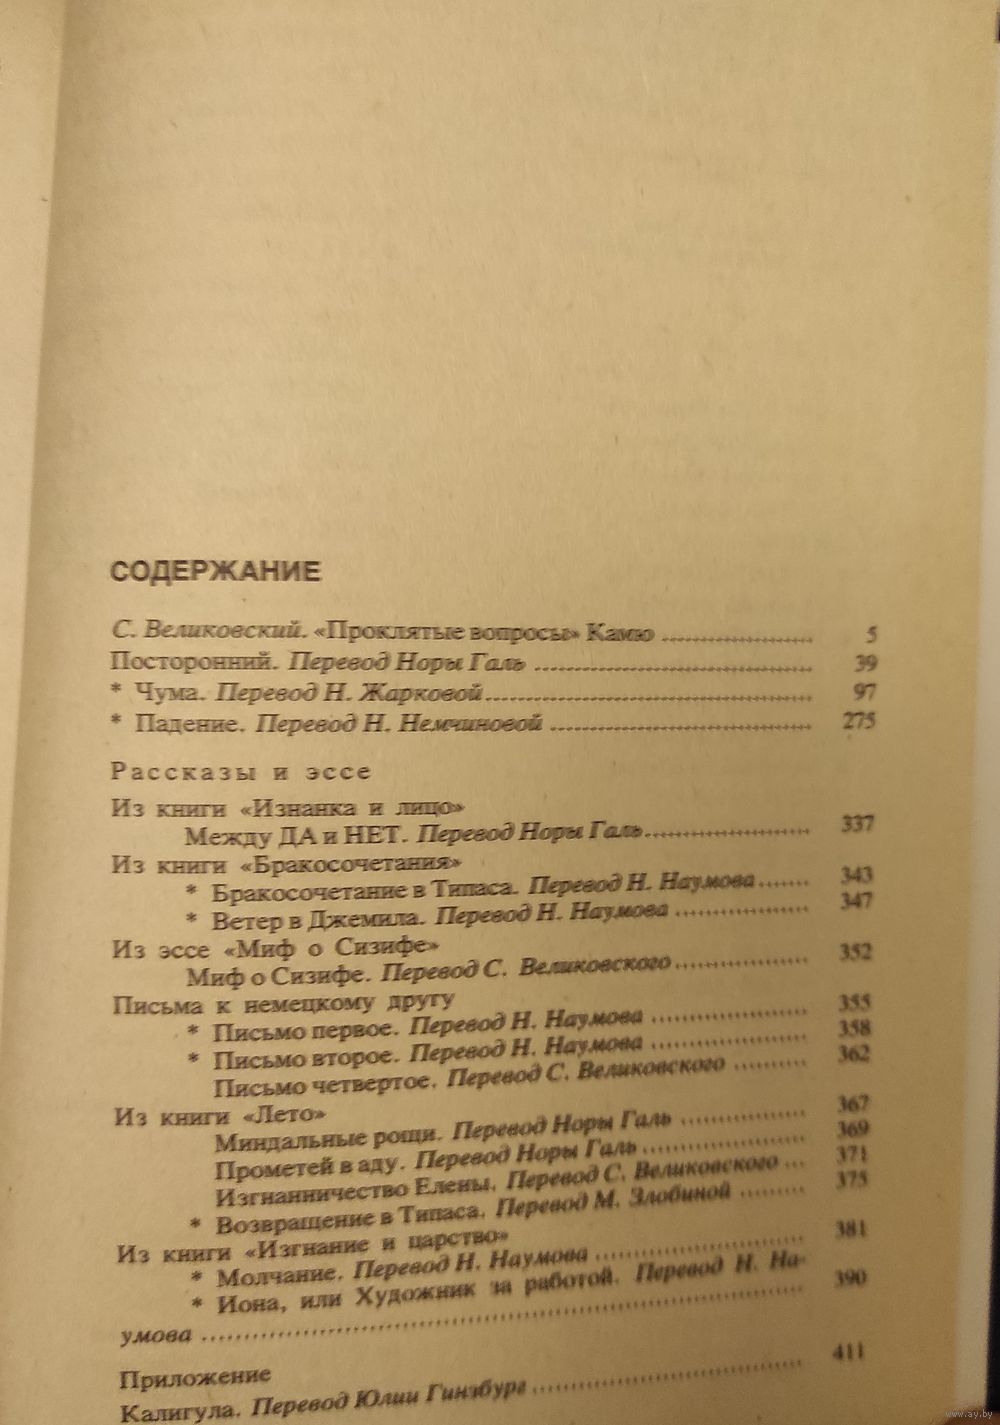 СОДЕРЖАНИЕ
С. Великовский. «Проклятые вопросы» Камю .................... 5
Посторонний. Перевод Норы Галь .................... 39
* Чума. Перевод Н. Жарковой .................... 97
* Падение. Перевод Н. Немчиновой .................... 275
Рассказы и эссе
Из книги «Изнанка и лицо»
Между ДА и НЕТ. Перевод Норы Галь .................... 337
Из книги «Бракосочетания»
* Бракосочетание в Типаса. Перевод Н. Наумова ....... 343
* Ветер в Джемила. Перевод Н. Наумова .................... 347
Из эссе «Миф о Сизифе»
Миф о Сизифе. Перевод С. Великовского .................... 352
Письма к немецкому другу
* Письмо первое. Перевод Н. Наумова .................... 355
* Письмо второе. Перевод Н. Наумова .................... 358
Письмо четвертое. Перевод С. Великовского .......... 362
Из книги «Лето»
Миндальные рощи. Перевод Норы Галь .................... 367
Прометей в аду. Перевод Норы Галь .................... 369
Изгнанничество Елены. Перевод С. Великовского ... 371
* Возвращение в Типаса. Перевод М. Злобиной ......... 375
Из книги «Изгнание и царство»
* Молчание. Перевод Н. Наумова .................... 381
* Иона, или Художник за работой. Перевод Н. На-
умова .................... 390
Приложение
Калигула. Перевод Юлии Гинзбург .................... 411
www.ay.by